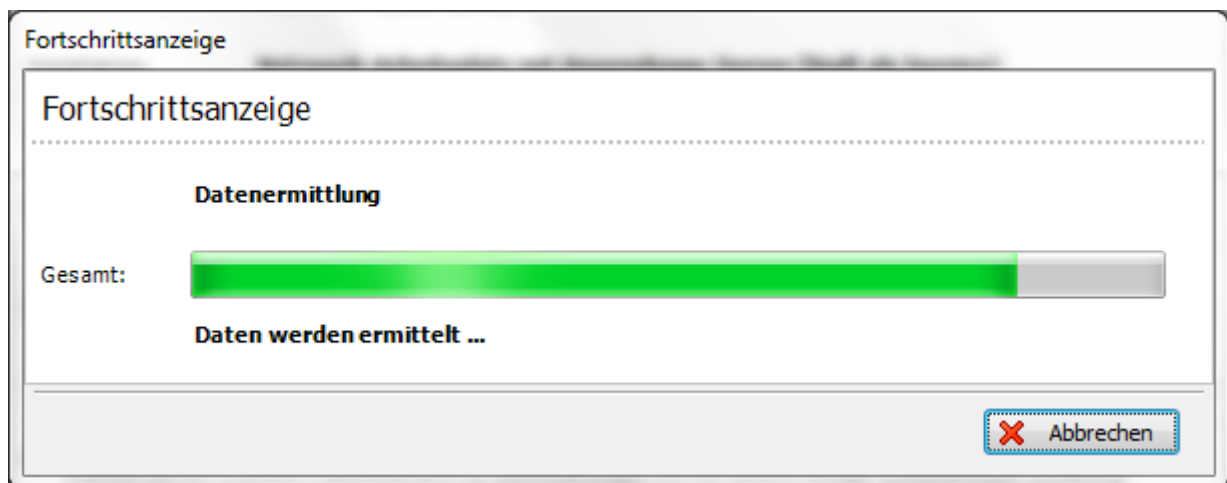 Fortschrittsanzeige
Fortschrittsanzeige
Datenermittlung
Gesamt:
Daten werden ermittelt ...
Abbrechen